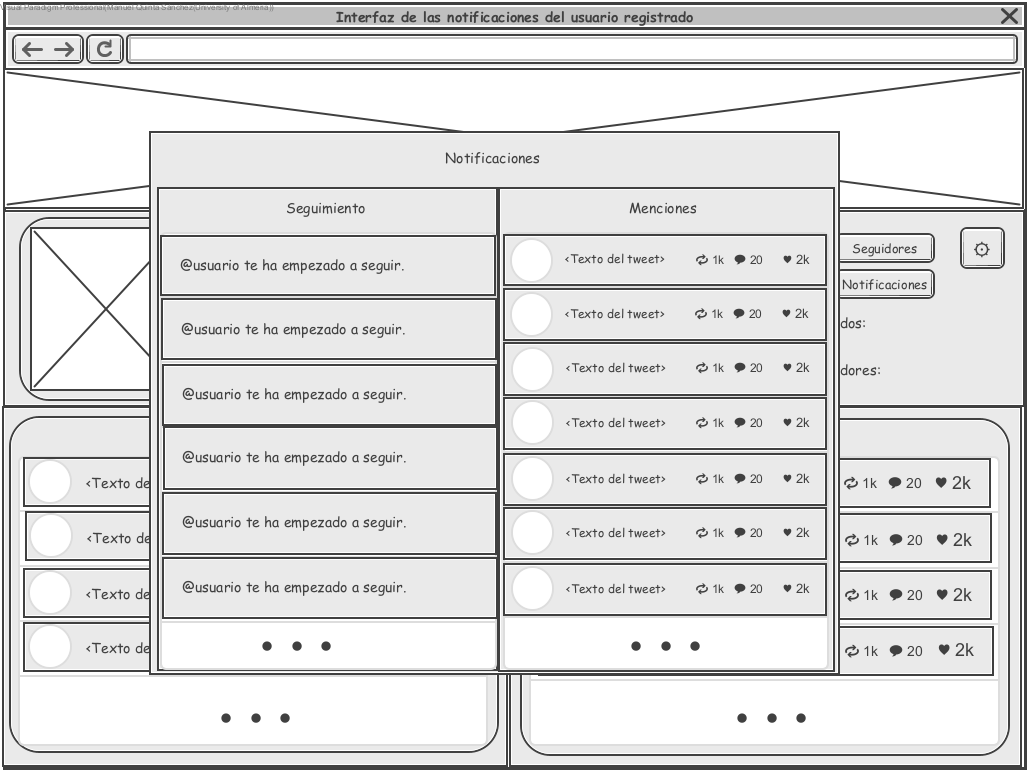 Visual Paradigm Professional(Manuel Quinta Sanchez(University of Almeria))
Interfaz de las notificaciones del usuario registrado
Notificaciones
Seguimiento
Menciones
@usuario te ha empezado a seguir.
@usuario te ha empezado a seguir.
@usuario te ha empezado a seguir.
@usuario te ha empezado a seguir.
@usuario te ha empezado a seguir.
@usuario te ha empezado a seguir.
<Texto del tweet> 1k 20 2k
<Texto del tweet> 1k 20 2k
<Texto del tweet> 1k 20 2k
<Texto del tweet> 1k 20 2k
<Texto del tweet> 1k 20 2k
<Texto del tweet> 1k 20 2k
<Texto del tweet> 1k 20 2k
Seguidores
Notificaciones
dos:
dores:
<Texto de
<Texto de
<Texto de
<Texto de
1k 20 2k
1k 20 2k
1k 20 2k
1k 20 2k